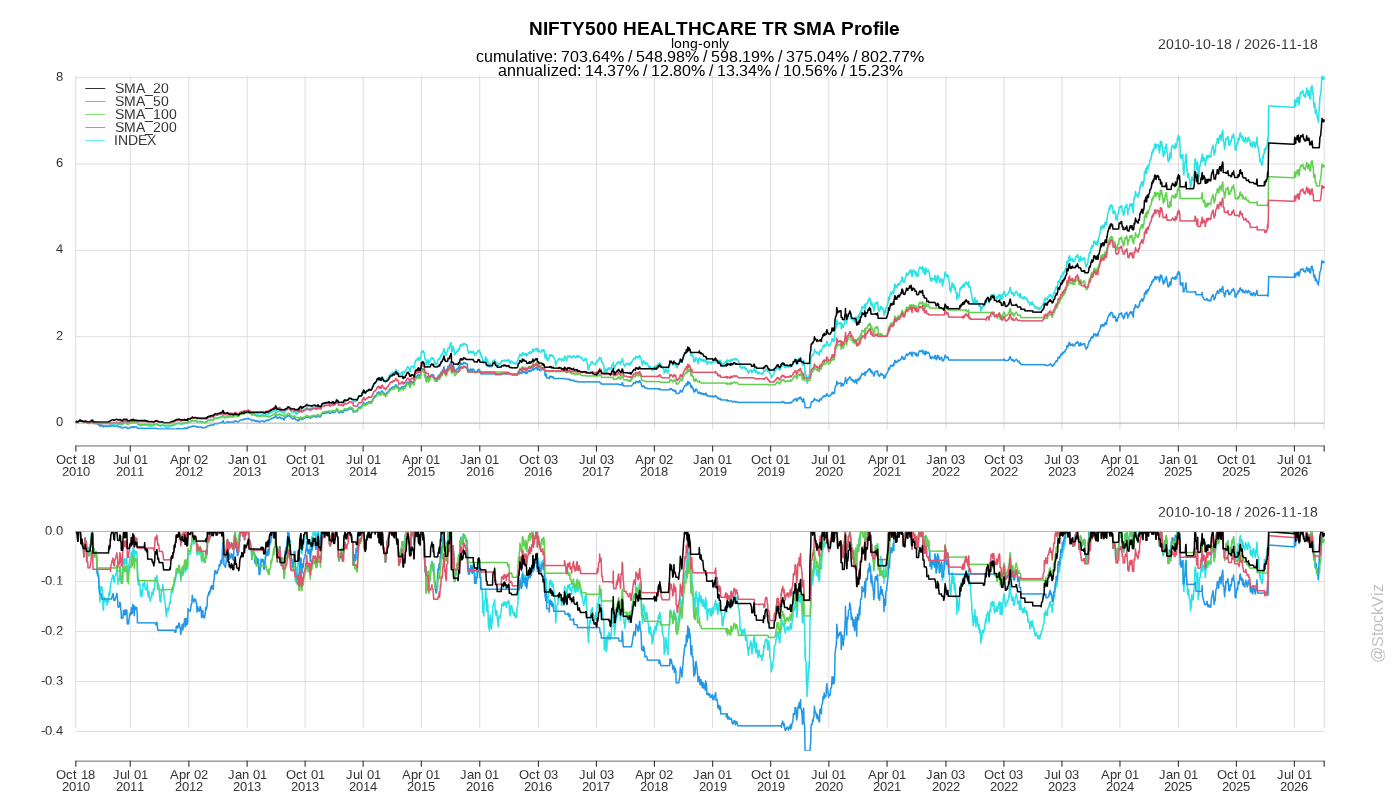 NIFTY500 HEALTHCARE TR SMA Profile
long-only
cumulative: 703.64% / 548.98% / 598.19% / 375.04% / 802.77%
annualized: 14.37% / 12.80% / 13.34% / 10.56% / 15.23%
2010-10-18 / 2026-11-18
SMA_20
SMA_50
SMA_100
SMA_200
INDEX
8
6
4
2
0
Oct 18 Jul 01 Apr 02 Jan 01 Oct 01 Jul 01 Apr 01 Jan 01 Oct 03 Jul 03 Apr 02 Jan 01 Oct 01 Jul 01 Apr 01 Jan 03 Oct 03 Jul 03 Apr 01 Jan 01 Oct 01 Jul 01
2010 2011 2012 2013 2013 2014 2015 2016 2016 2017 2018 2019 2019 2020 2021 2022 2022 2023 2024 2025 2025 2026
2010-10-18 / 2026-11-18
0.0
-0.1
-0.2
-0.3
-0.4
Oct 18 Jul 01 Apr 02 Jan 01 Oct 01 Jul 01 Apr 01 Jan 01 Oct 03 Jul 03 Apr 02 Jan 01 Oct 01 Jul 01 Apr 01 Jan 03 Oct 03 Jul 03 Apr 01 Jan 01 Oct 01 Jul 01
2010 2011 2012 2013 2013 2014 2015 2016 2016 2017 2018 2019 2019 2020 2021 2022 2022 2023 2024 2025 2025 2026
@StockViz